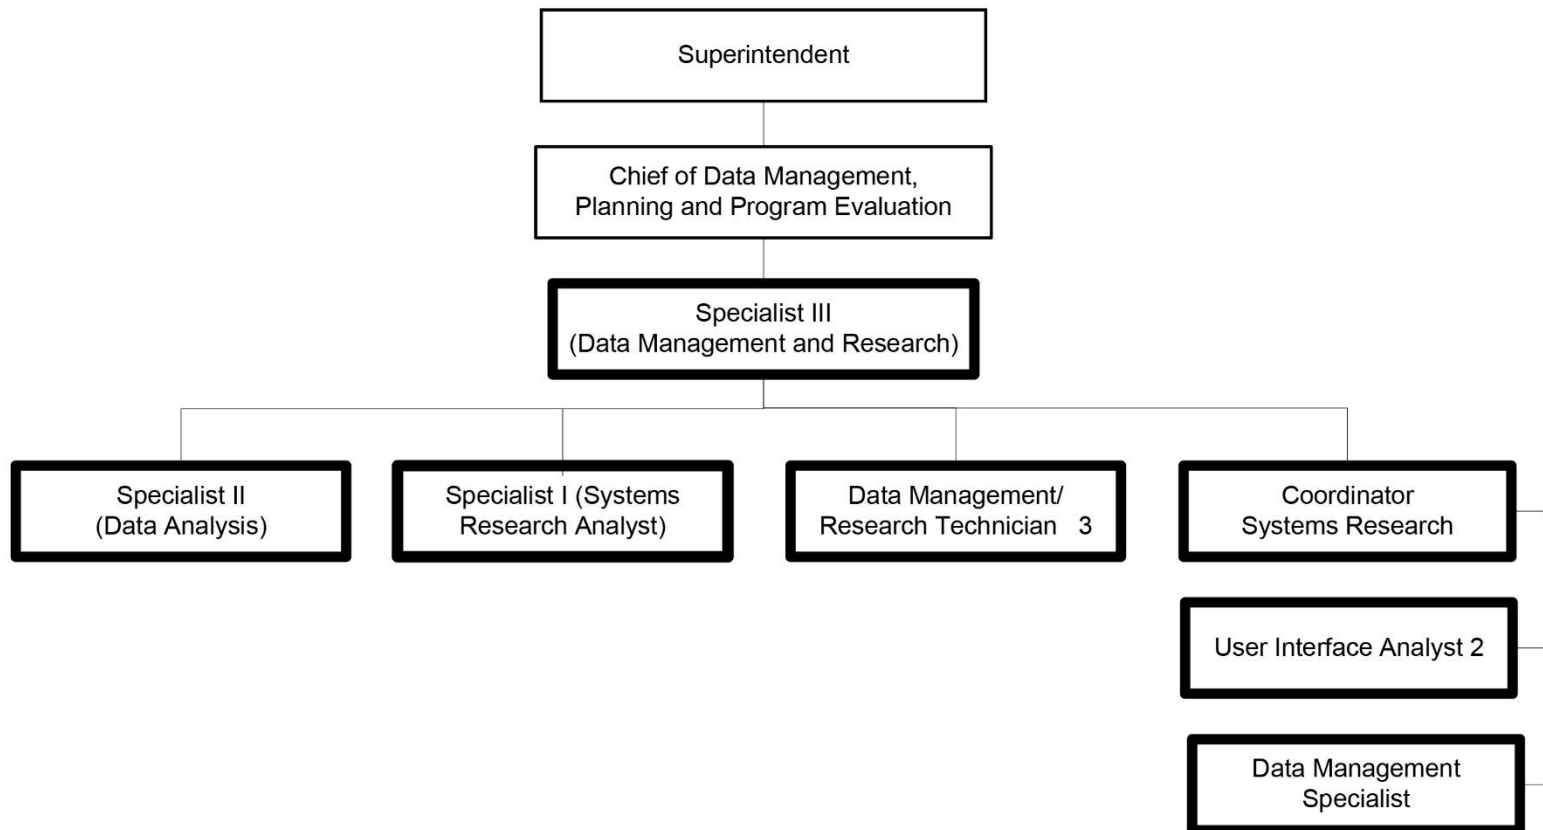 Superintendent
Chief of Data Management,
Planning and Program Evaluation
Specialist III
(Data Management and Research)
Specialist II
(Data Analysis)
Specialist I (Systems
Research Analyst)
Data Management/
Research Technician   3
Coordinator
Systems Research
User Interface Analyst 2
Data Management
Specialist